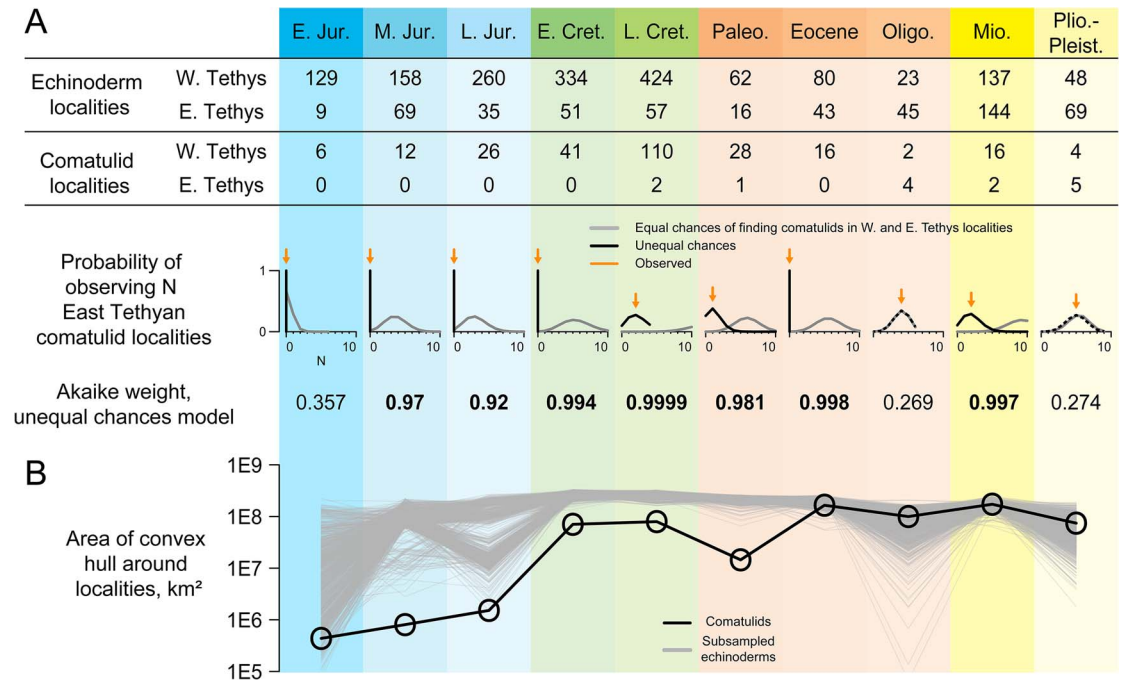 A
E. Jur. M. Jur. L. Jur. E. Cret. L. Cret. Paleo. Eocene Oligo. Mio. Plio.-
Pleist.
Echinoderm
localities
W. Tethys 129 158 260 334 424 62 80 23 137 48
E. Tethys 9 69 35 51 57 16 43 45 144 69
Comatulid
localities
W. Tethys 6 12 26 41 110 28 16 2 16 4
E. Tethys 0 0 0 0 2 1 0 4 2 5
Equal chances of finding comatulids in W. and E. Tethys localities
Unequal chances
Observed
Probability of
observing N
East Tethyan
comatulid localities
1
0
0 10 0 10 0 10 0 10 0 10 0 10 0 10 0 10 0 10 0 10
N
Akaike weight,
unequal chances model
0.357 0.97 0.92 0.994 0.9999 0.981 0.998 0.269 0.997 0.274
B
Area of convex
hull around
localities, km²
1E9
1E8
1E7
1E6
1E5
Comatulids
Subsampled
echinoderms